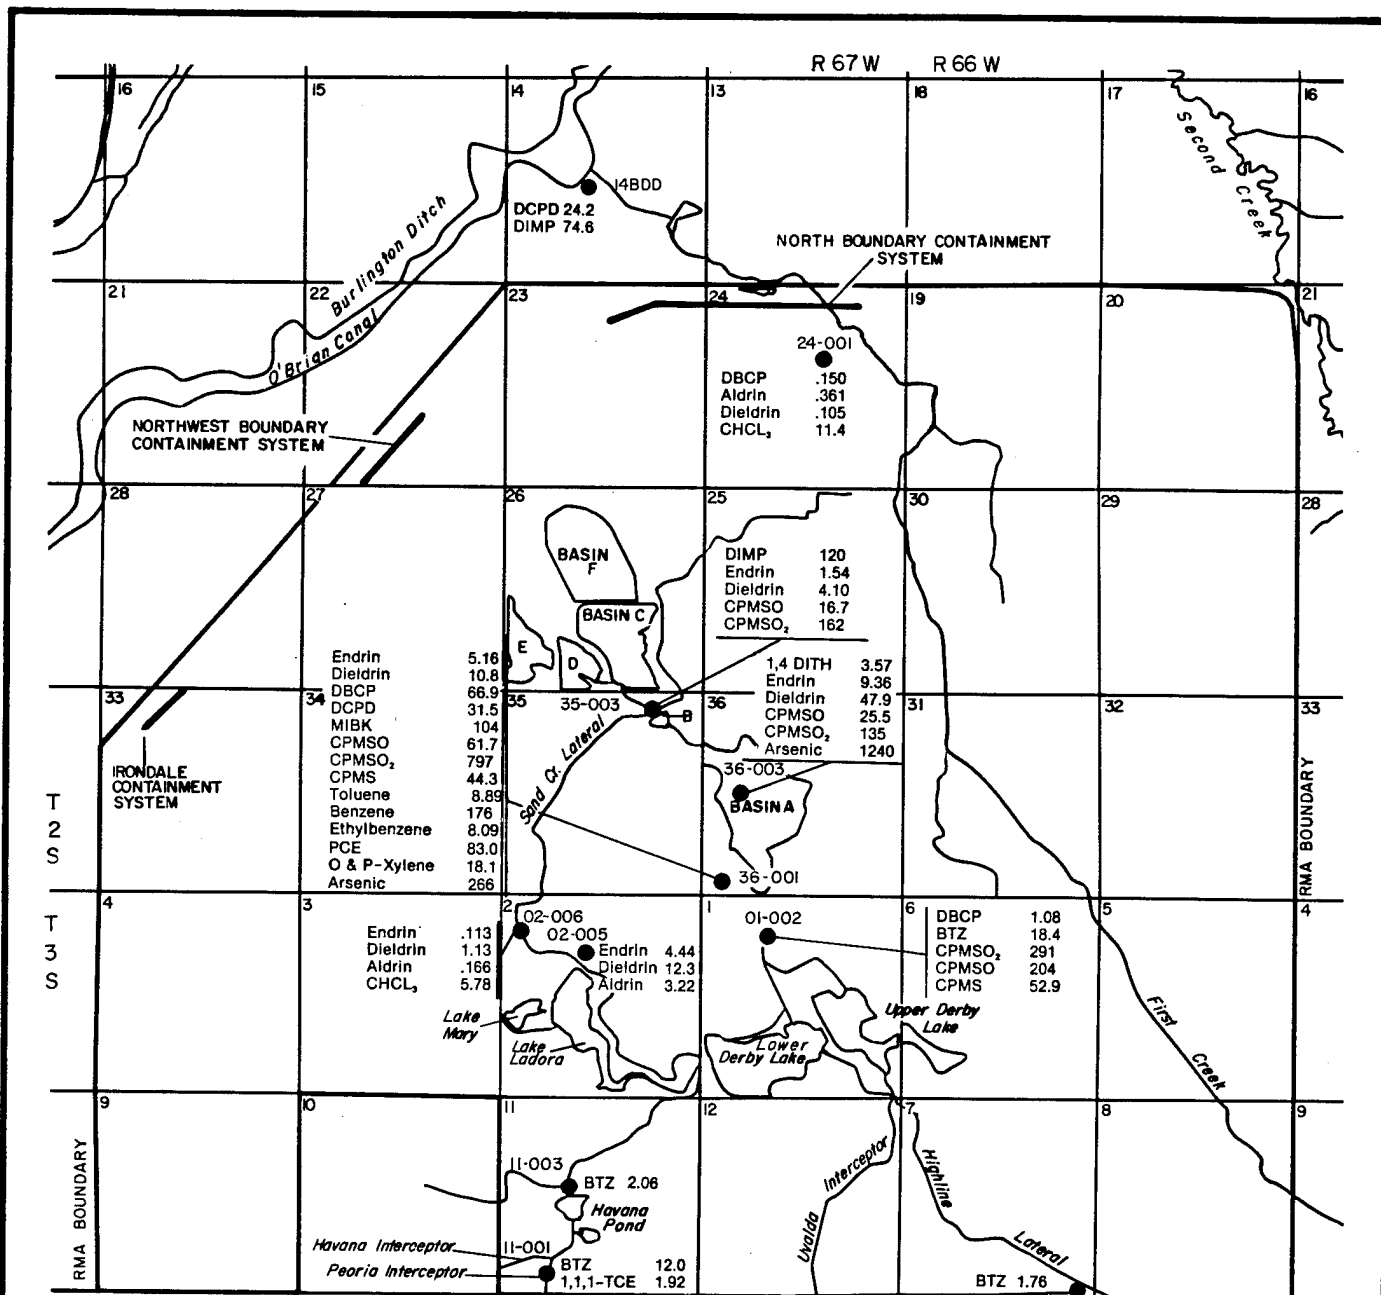 R 67 W R 66 W
16 15 14 13 18 17 16
Second Creek
14BDD
DCPD 24.2
DIMP 74.6
Burlington Ditch
O'Brian Canal
NORTH BOUNDARY CONTAINMENT
SYSTEM
21 22 23 24 19 20 21
24-001
DBCP .150
Aldrin .361
Dieldrin .105
CHCL₃ 11.4
NORTHWEST BOUNDARY
CONTAINMENT SYSTEM
28 27 26 25 30 29 28
BASIN
F
BASIN C
E
D
DIMP 120
Endrin 1.54
Dieldrin 4.10
CPMSO 16.7
CPMSO₂ 162
1,4 DITH 3.57
Endrin 9.36
Dieldrin 47.9
CPMSO 25.5
CPMSO₂ 135
Arsenic 1240
Endrin 5.16
Dieldrin 10.8
DBCP 66.9
DCPD 31.5
MIBK 104
CPMSO 61.7
CPMSO₂ 797
CPMS 44.3
Toluene 8.89
Benzene 176
Ethylbenzene 8.09
PCE 83.0
O & P-Xylene 18.1
Arsenic 266
33 34 35 36 31 32 33
35-003
B
Sand Cr. Lateral
IRONDALE
CONTAINMENT
SYSTEM
36-003
BASIN A
36-001
T
2
S
RMA BOUNDARY
T
3
S
4 3 2 1 6 5 4
02-006
02-005
Endrin .113
Dieldrin 1.13
Aldrin .166
CHCL₃ 5.78
Endrin 4.44
Dieldrin 12.3
Aldrin 3.22
01-002
DBCP 1.08
BTZ 18.4
CPMSO₂ 291
CPMSO 204
CPMS 52.9
Lake
Mary
Lake
Ladora
Lower
Derby Lake
Upper Derby
Lake
First Creek
9 10 11 12 7 8 9
RMA BOUNDARY
11-003
BTZ 2.06
Havana
Pond
Havana Interceptor
11-001
Peoria Interceptor
BTZ 12.0
1,1,1-TCE 1.92
Uvalda Interceptor
Highline Lateral
BTZ 1.76